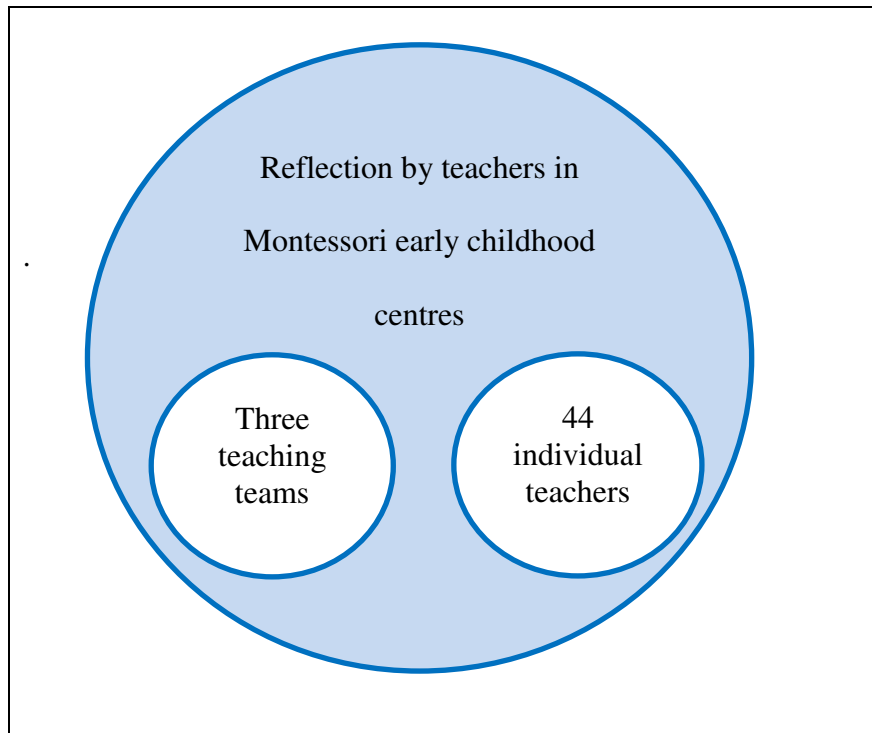 Reflection by teachers in
Montessori early childhood
centres
.
Three
teaching
teams
44
individual
teachers